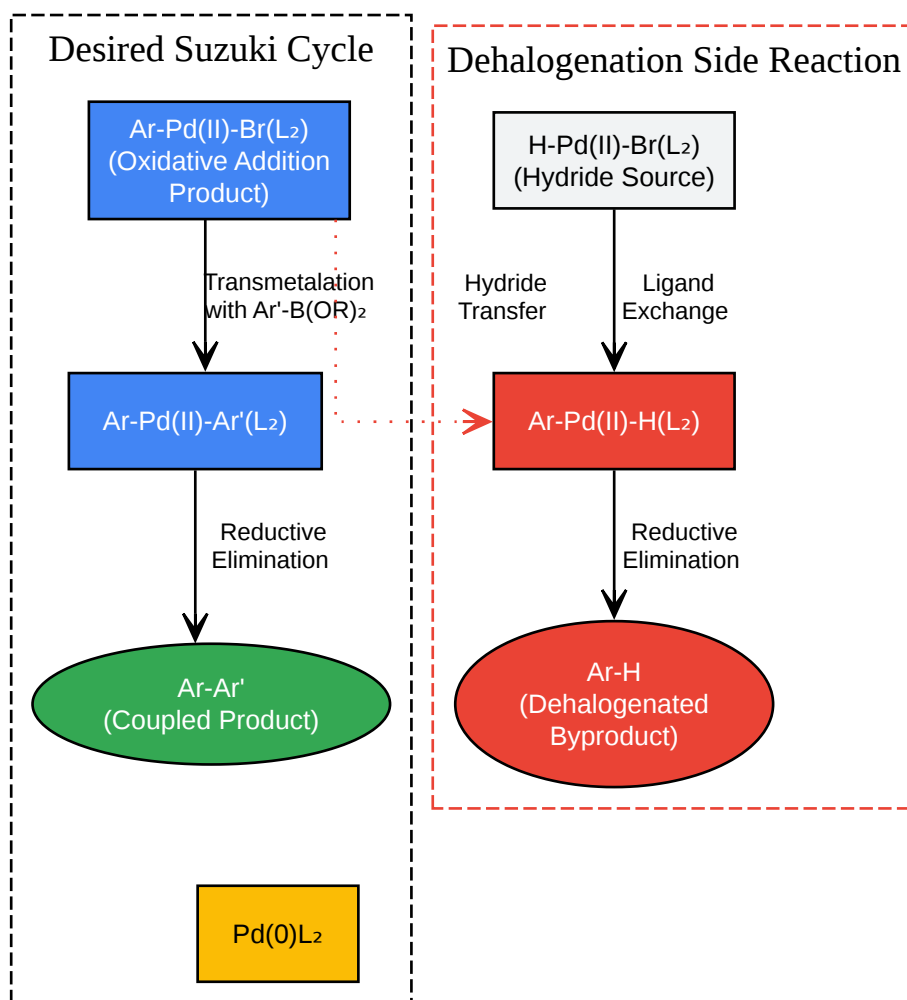 Desired Suzuki Cycle
Ar-Pd(II)-Br(L₂)
(Oxidative Addition
Product)
Transmetalation
with Ar'-B(OR)₂
Ar-Pd(II)-Ar'(L₂)
Reductive
Elimination
Ar-Ar'
(Coupled Product)
Pd(0)L₂
Dehalogenation Side Reaction
H-Pd(II)-Br(L₂)
(Hydride Source)
Hydride
Transfer
Ligand
Exchange
Ar-Pd(II)-H(L₂)
Reductive
Elimination
Ar-H
(Dehalogenated
Byproduct)